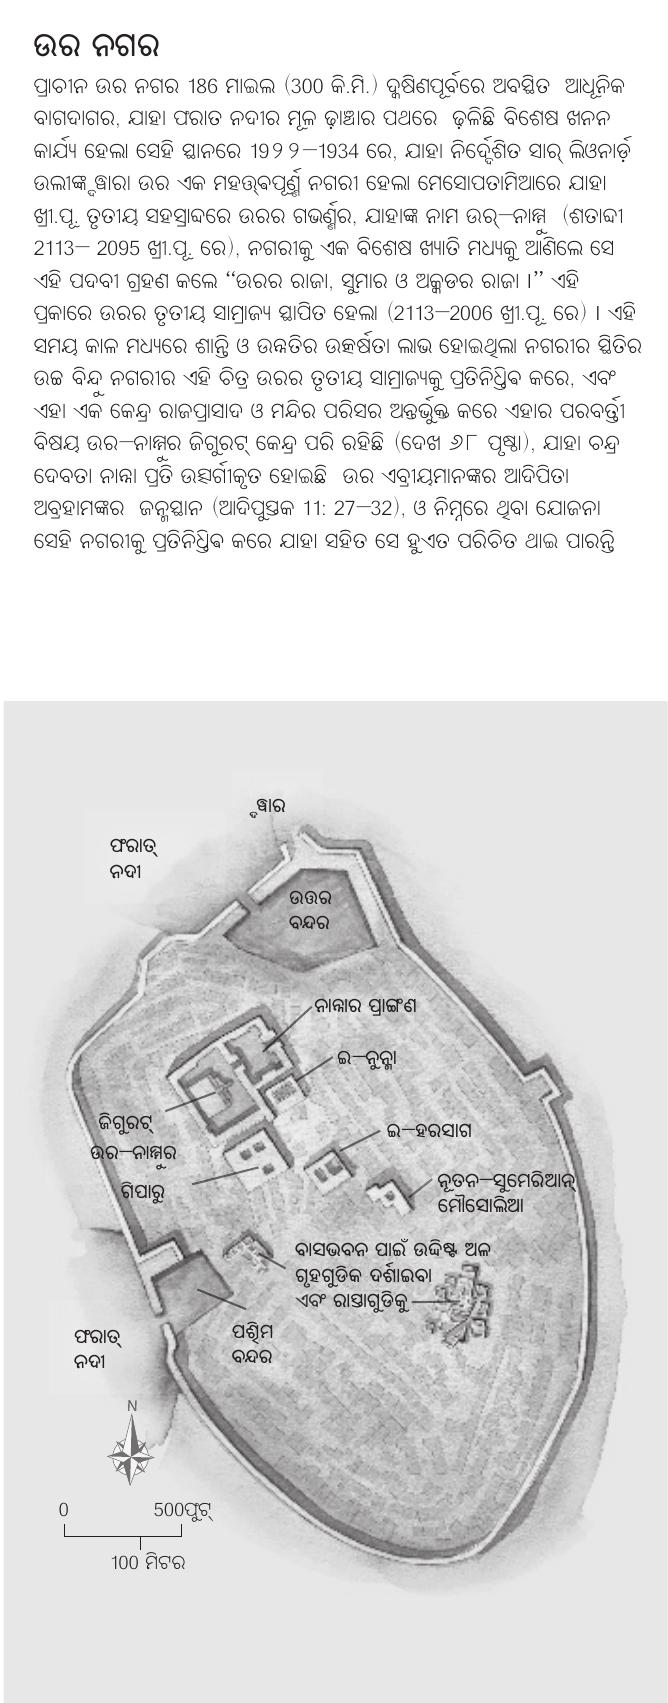 ଉର ନଗର
ପ୍ରାଚୀନ ଉର ନଗର 186 ମାଇଲ (300 କି.ମି.) ଦ୍କ୍ଷିଣପୂର୍ବରେ ଅବସ୍ଥିତ ଆଧୂନିକ
ବାଗଦାଗର, ଯାହା ଫରାତ ନଦୀର ମୂଳ ଢ଼ାଞ୍ଚାର ପଥରେ ଢ଼ଳିଛି ବିଶେଷ ଖନନ
କାର୍ଯ୍ୟ ହେଲା ସେହି ସ୍ଥାନରେ 1999–1934 ରେ, ଯାହା ନିର୍ଦ୍ଦେଶିତ ସାର୍ ଲିଓନାର୍ଡ଼
ଉଲୀଙ୍କଦ୍ୱାରା ଉର ଏକ ମହତ୍ତ୍ଵପୂର୍ଣ୍ଣ ନଗରୀ ହେଲା ମେସୋପତାମିଆରେ ଯାହା
ଖ୍ରୀ.ପୂ. ତୃତୀୟ ସହସ୍ରାବ୍ଦରେ ଉରର ଗଭର୍ଣ୍ଣର, ଯାହାଙ୍କ ନାମ ଉର୍–ନାମ୍ମୁ (ଶତାବ୍ଦୀ
2113– 2095 ଖ୍ରୀ.ପୂ. ରେ), ନଗରୀକୁ ଏକ ବିଶେଷ ଖ୍ୟାତି ମଧ୍ୟକୁ ଆଣିଲେ ସେ
ଏହି ପଦବୀ ଗ୍ରହଣ କଲେ “ଉରର ରାଜା, ସୁମାର ଓ ଅକ୍କଡର ରାଜା ।” ଏହି
ପ୍ରକାରେ ଉରର ତୃତୀୟ ସାମ୍ରାଜ୍ୟ ସ୍ଥାପିତ ହେଲା (2113–2006 ଖ୍ରୀ.ପୂ. ରେ) । ଏହି
ସମୟ କାଳ ମଧ୍ୟରେ ଶାନ୍ତି ଓ ଉନ୍ନତିର ଉତ୍କର୍ଷତା ଲାଭ ହୋଇଥିଲା ନଗରୀର ସ୍ଥିତିର
ଉଚ୍ଚ ବିନ୍ଦୁ ନଗରୀର ଏହି ଚିତ୍ର ଉରର ତୃତୀୟ ସାମ୍ରାଜ୍ୟକୁ ପ୍ରତିନିଧିତ୍ଵ କରେ, ଏବଂ
ଏହା ଏକ କେନ୍ଦ୍ର ରାଜପ୍ରାସାଦ ଓ ମନ୍ଦିର ପରିସର ଅନ୍ତର୍ଭୁକ୍ତ କରେ ଏହାର ପରବର୍ତ୍ତୀ
ବିଷୟ ଉର–ନାମ୍ମୁର ଜିଗୁରଟ୍ କେନ୍ଦ୍ର ପରି ରହିଛି (ଦେଖ ୬୮ ପୃଷ୍ଠା), ଯାହା ଚନ୍ଦ୍ର
ଦେବତା ନାନ୍ନା ପ୍ରତି ଉତ୍ସର୍ଗୀକୃତ ହୋଇଛି ଉର ଏବ୍ରୀୟମାନଙ୍କର ଆଦିପିତା
ଅବ୍ରହାମଙ୍କର ଜନ୍ମସ୍ଥାନ (ଆଦିପୁସ୍ତକ 11: 27–32), ଓ ନିମ୍ନରେ ଥିବା ଯୋଜନା
ସେହି ନଗରୀକୁ ପ୍ରତିନିଧିତ୍ଵ କରେ ଯାହା ସହିତ ସେ ହୁଏତ ପରିଚିତ ଥାଇ ପାରନ୍ତି
ଦ୍ୱାର
ଫରାତ୍
ନଦୀ
ଉତ୍ତର
ବନ୍ଦର
ନାନ୍ନାର ପ୍ରାଙ୍ଗଣ
ଇ–ନୁନ୍ମା
ଜିଗୁରଟ୍
ଉର–ନାମ୍ମୁର
ଇ–ହରସାଗ
ଗିପାରୁ
ନୂତନ–ସୁମେରିଆନ୍
ମୌସୋଲିଆ
ବାସଭବନ ପାଇଁ ଉଦ୍ଦିଷ୍ଟ ଅଳ
ଗୃହଗୁଡିକ ଦର୍ଶାଇବା
ଏବଂ ରାସ୍ତାଗୁଡିକୁ
ପଶ୍ଚିମ
ବନ୍ଦର
ଫରାତ୍
ନଦୀ
N
0 500ଫୁଟ୍
100 ମିଟର